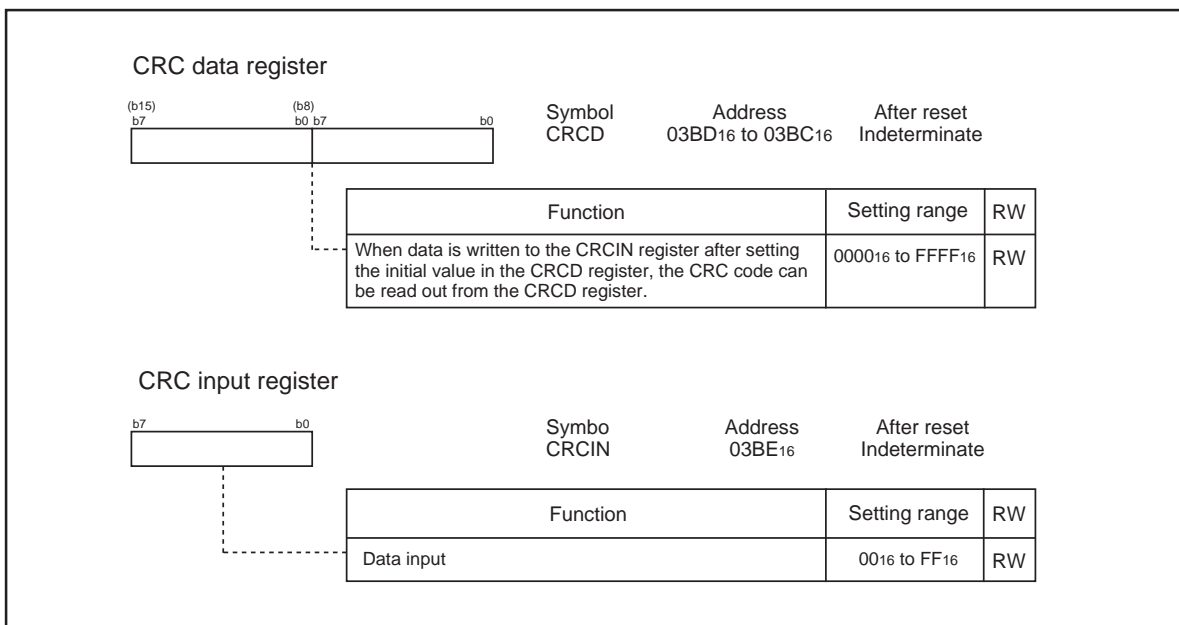 CRC data register
(b15) (b8)
b7 b0 b7 b0
Symbol Address After reset
CRCD 03BD16 to 03BC16 Indeterminate
Function Setting range RW
When data is written to the CRCIN register after setting 000016 to FFFF16 RW
the initial value in the CRCD register, the CRC code can
be read out from the CRCD register.
CRC input register
b7 b0
Symbo Address After reset
CRCIN 03BE16 Indeterminate
Function Setting range RW
Data input 0016 to FF16 RW